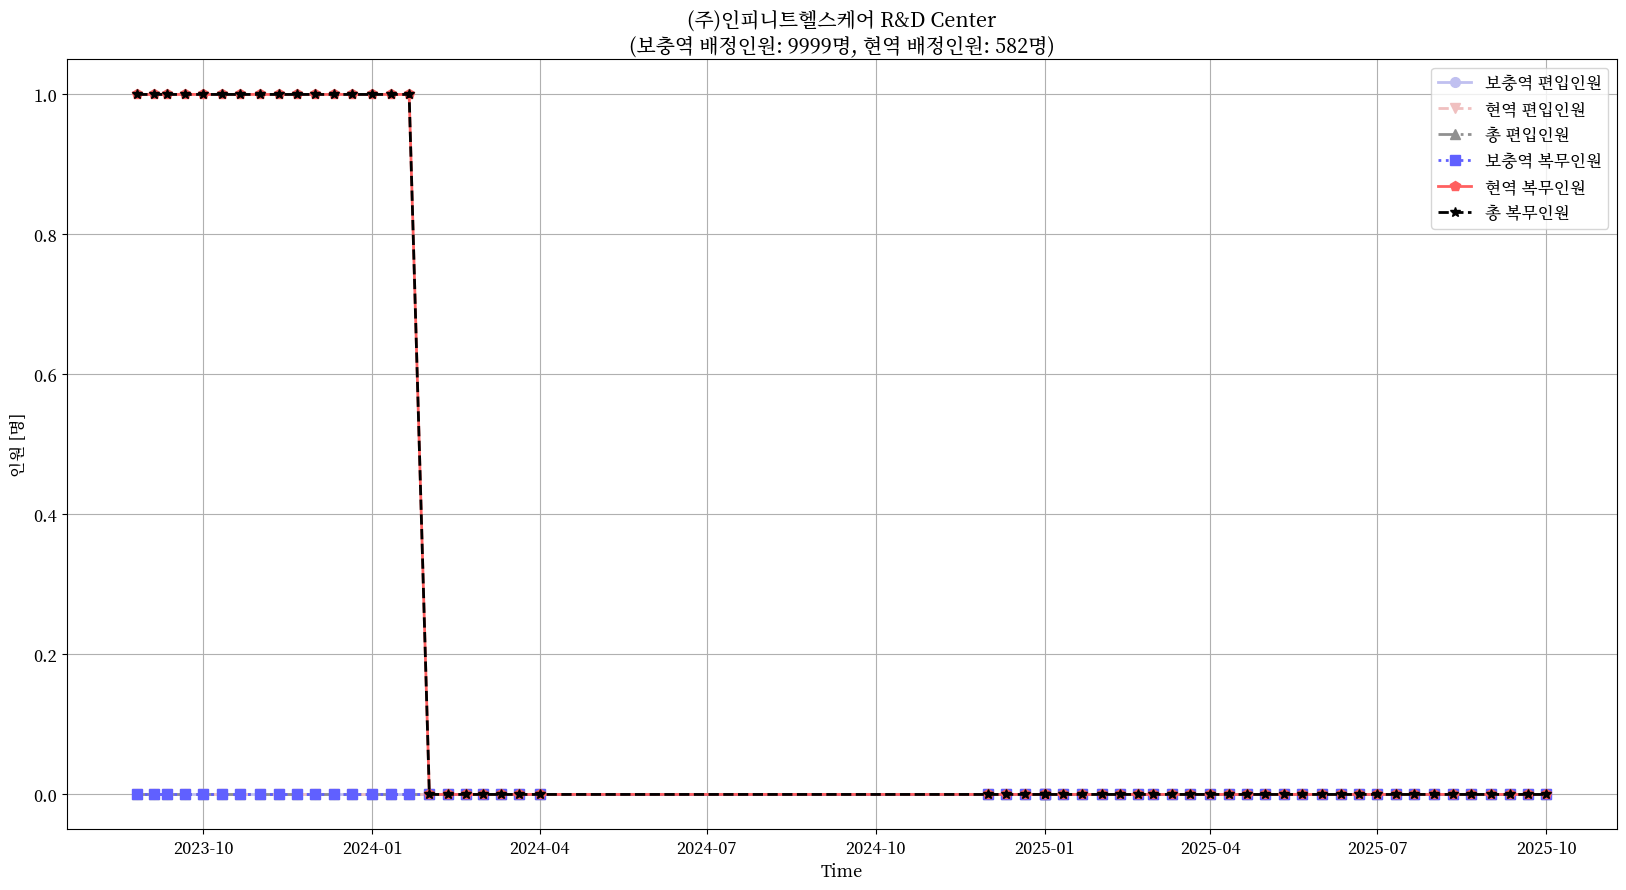 (주)인피니트헬스케어 R&D Center
(보충역 배정인원: 9999명, 현역 배정인원: 582명)
보충역 편입인원
현역 편입인원
총 편입인원
보충역 복무인원
현역 복무인원
총 복무인원
1.0
0.8
0.6
0.4
0.2
0.0
인원 [명]
2023-10
2024-01
2024-04
2024-07
2024-10
2025-01
2025-04
2025-07
2025-10
Time